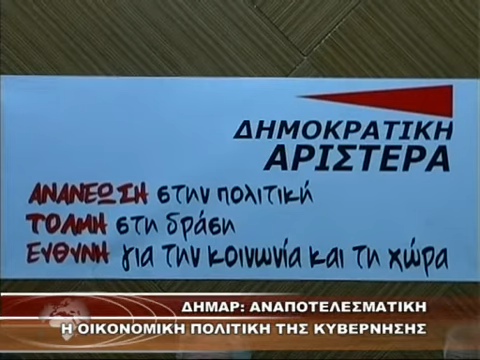 ΔΗΜΟΚΡΑΤΙΚΗ
ΑΡΙΣΤΕΡΑ
ΑΝΑΝΕΩΣΗ στην πολιτική
ΤΟΛΜΗ στη δράση
ΕΥΘΥΝΗ για την κοινωνία και τη χώρα
ΔΗΜΑΡ: ΑΝΑΠΟΤΕΛΕΣΜΑΤΙΚΗ
Η ΟΙΚΟΝΟΜΙΚΗ ΠΟΛΙΤΙΚΗ ΤΗΣ ΚΥΒΕΡΝΗΣΗΣ